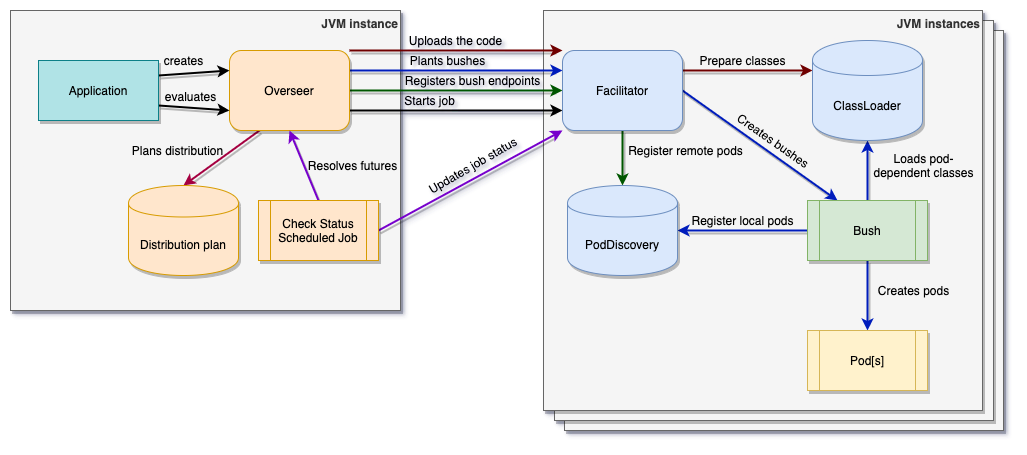 JVM instance
JVM instances
Application
creates
evaluates
Overseer
Uploads the code
Plants bushes
Registers bush endpoints
Starts job
Facilitator
Prepare classes
ClassLoader
Plans distribution
Resolves futures
Updates job status
Register remote pods
Creates bushes
Loads pod-
dependent classes
Distribution plan
Check Status
Scheduled Job
PodDiscovery
Register local pods
Bush
Creates pods
Pod[s]